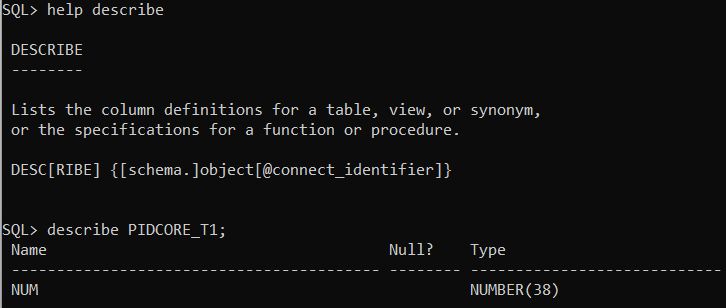 SQL> help describe
DESCRIBE
--------
Lists the column definitions for a table, view, or synonym,
or the specifications for a function or procedure.
DESC[RIBE] {[schema.]object[@connect_identifier]}
SQL> describe PIDCORE_T1;
Name                                      Null?    Type
----------------------------------------- -------- ----------------------------
NUM                                                NUMBER(38)